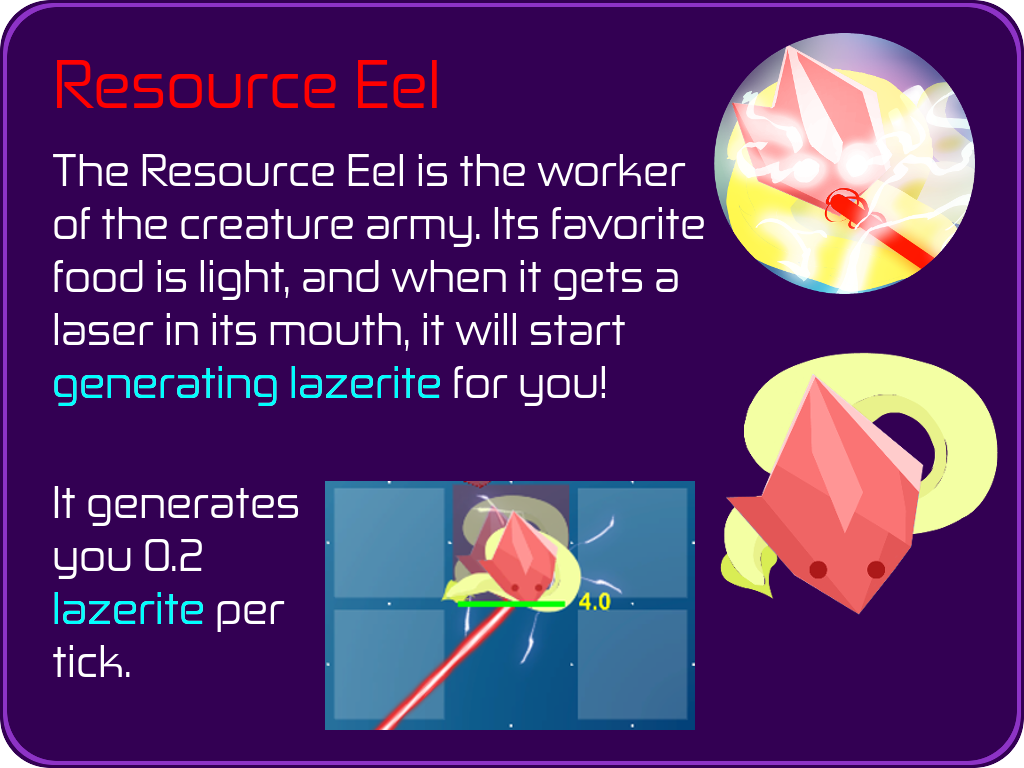 Resource Eel
The Resource Eel is the worker
of the creature army. Its favorite
food is light, and when it gets a
laser in its mouth, it will start
generating lazerite for you!
It generates
you 0.2
lazerite per
tick.
4.0